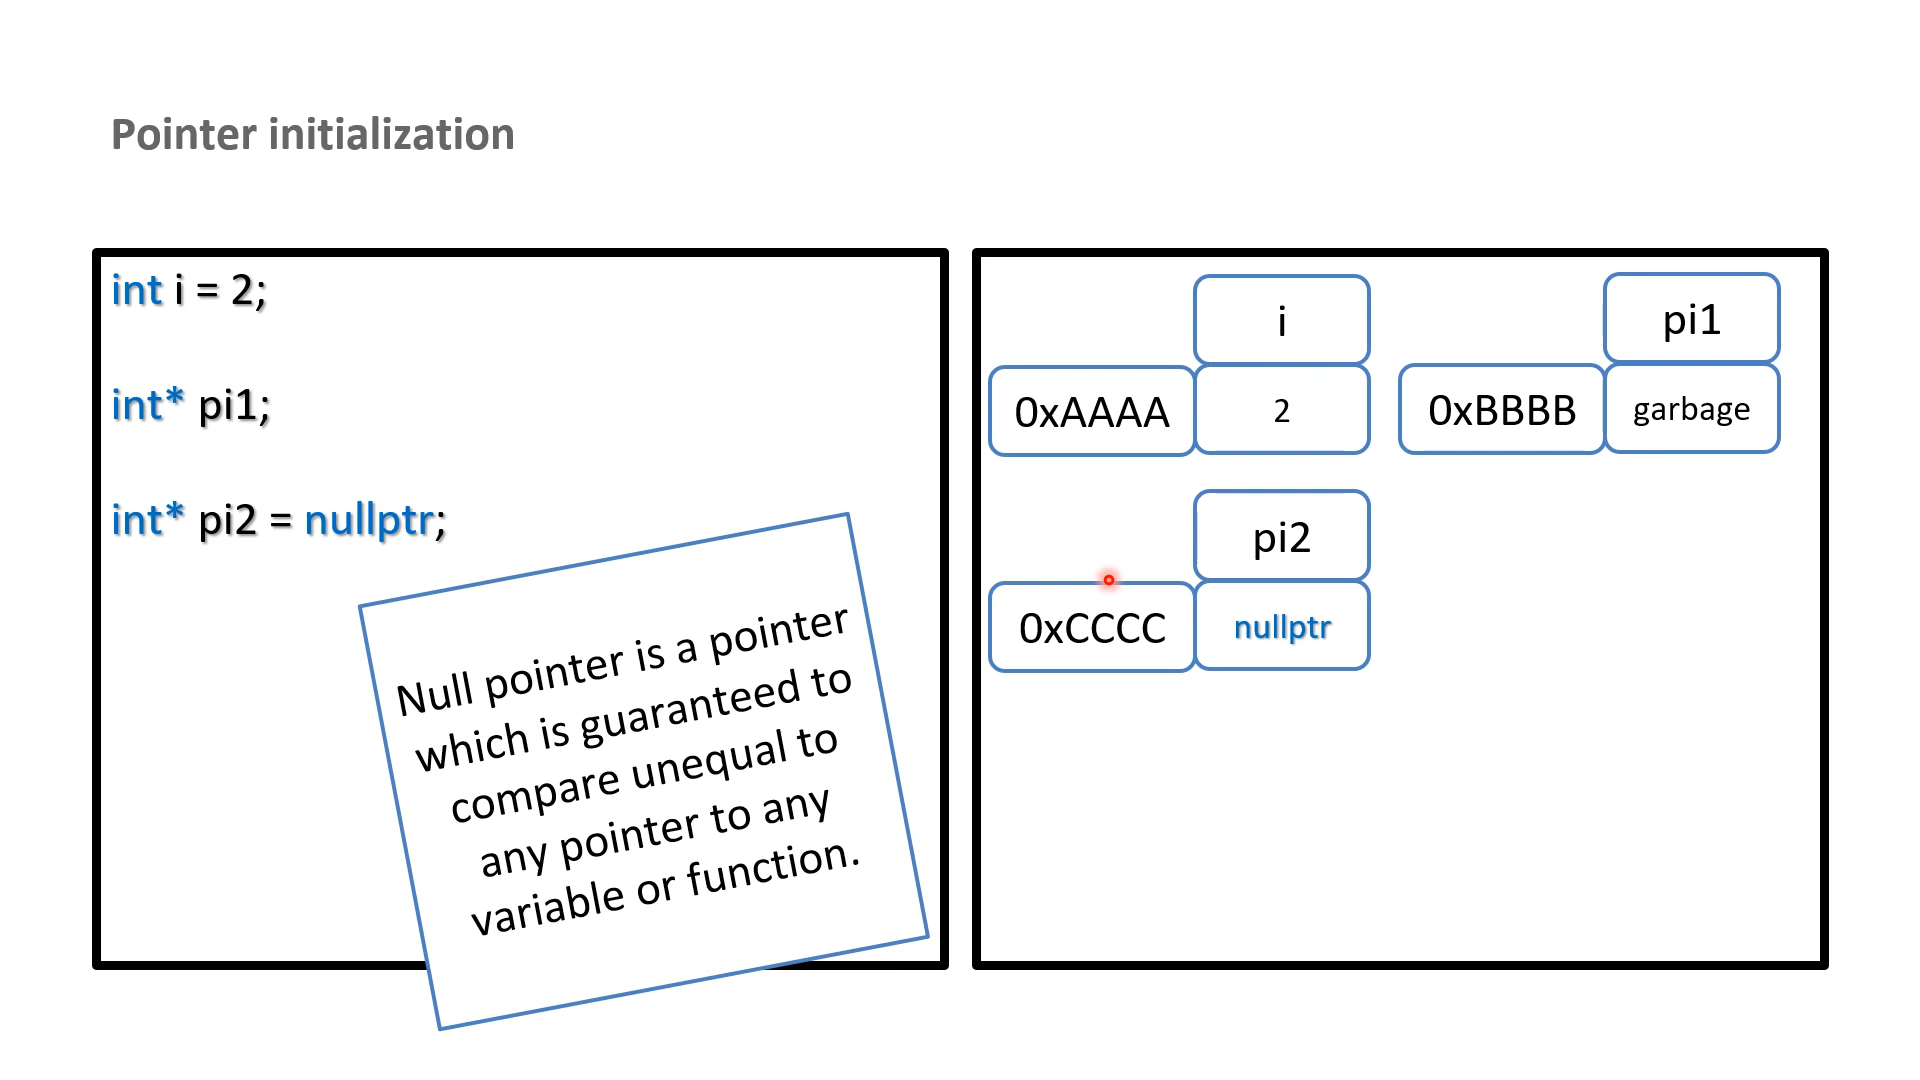 Pointer initialization
int i = 2;
int* pi1;
int* pi2 = nullptr;
Null pointer is a pointer
which is guaranteed to
compare unequal to
any pointer to any
variable or function.
i
0xAAAA
2
pi1
0xBBBB
garbage
pi2
0xCCCC
nullptr